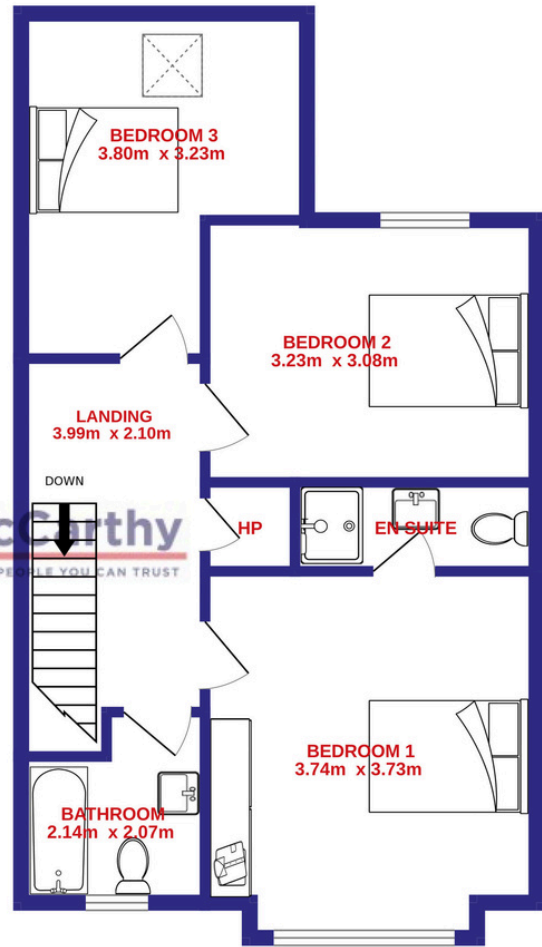 BEDROOM 3
3.80m x 3.23m
BEDROOM 2
3.23m x 3.08m
LANDING
3.99m x 2.10m
DOWN
cCarthy
PEOPLE YOU CAN TRUST
HP
EN SUITE
BEDROOM 1
3.74m x 3.73m
BATHROOM
2.14m x 2.07m